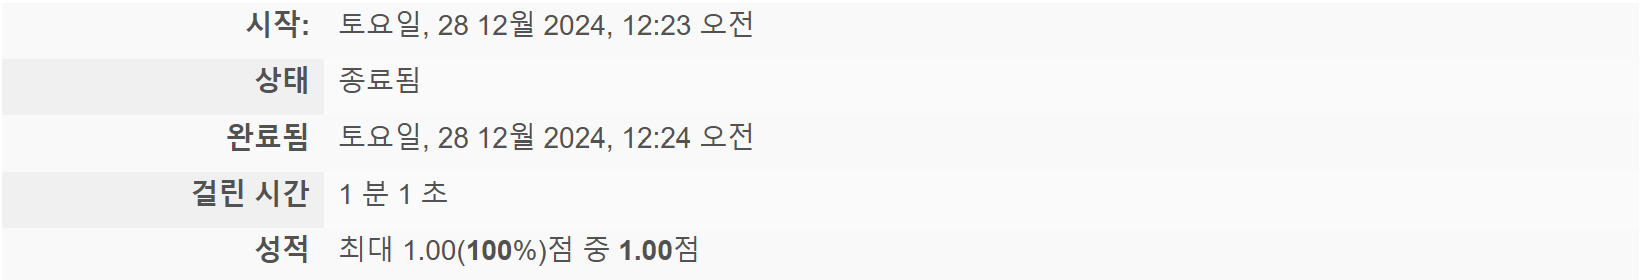 시작: 토요일, 28 12월 2024, 12:23 오전
상태 종료됨
완료됨 토요일, 28 12월 2024, 12:24 오전
걸린 시간 1 분 1 초
성적 최대 1.00(100%)점 중 1.00점